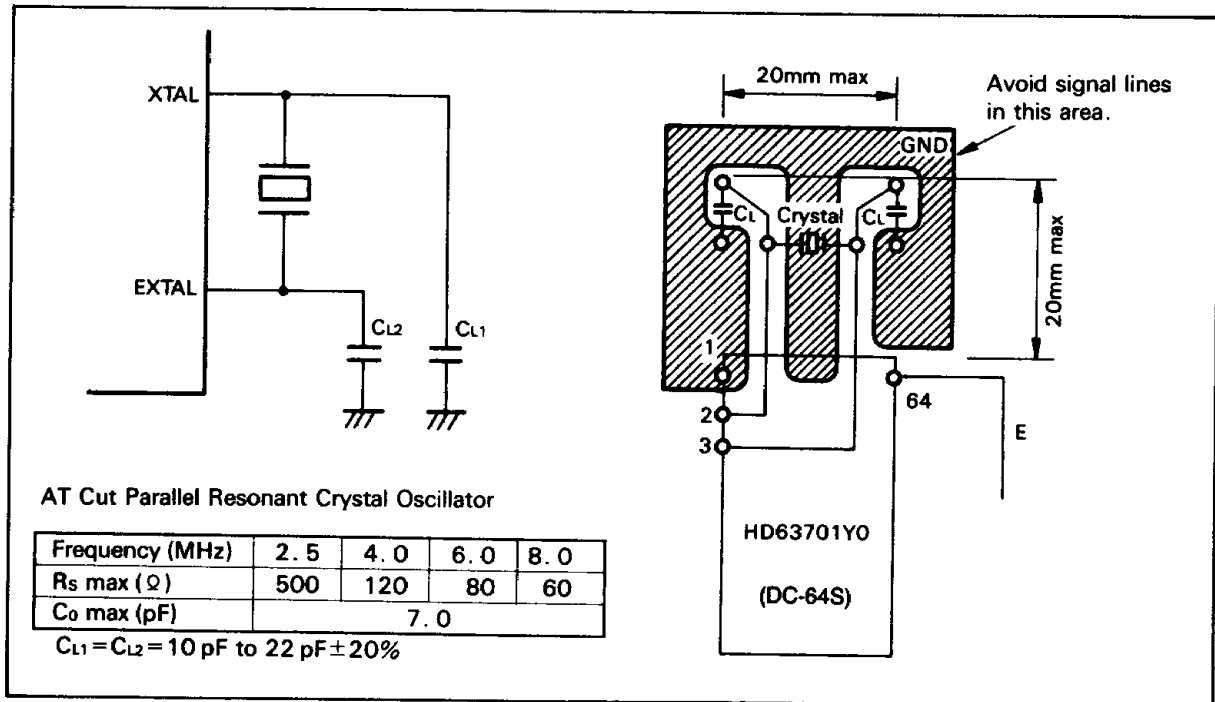 XTAL
EXTAL
CL2
CL1
AT Cut Parallel Resonant Crystal Oscillator
Frequency (MHz) 2.5 4.0 6.0 8.0
Rs max (Ω) 500 120 80 60
Co max (pF) 7.0
CL1=CL2=10 pF to 22 pF±20%
20mm max
Avoid signal lines
in this area.
GND
CL
Crystal
CL
20mm max
1
2
3
64
E
HD63701Y0
(DC-64S)